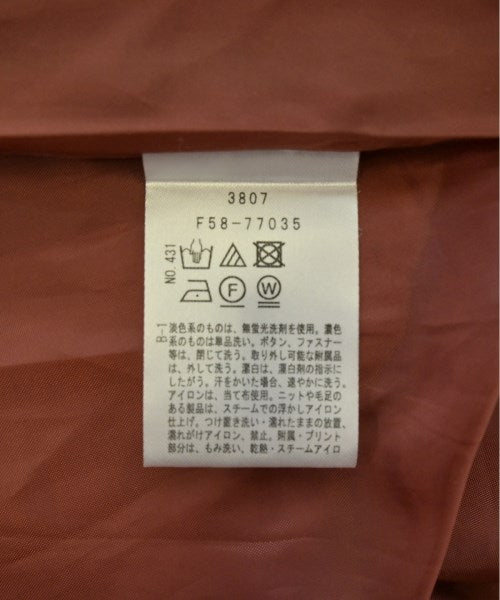 3807
F58-77035
NO.431
F
W
B-1
淡色系のものは、無蛍光洗剤を使用。濃色
系のものは単品洗い。ボタン、ファスナー
等は、閉じて洗う。取り外し可能な附属品
は、外して洗う。漂白は、漂白剤の指示に
したがう。汗をかいた場合、速やかに洗う。
アイロンは、当て布使用。ニットや毛足の
ある製品は、スチームでの浮かしアイロン
仕上げ。つけ置き洗い・濡れたままの放置、
濡れがけアイロン、禁止。附属・プリント
部分は、もみ洗い、乾熱・スチームアイロ